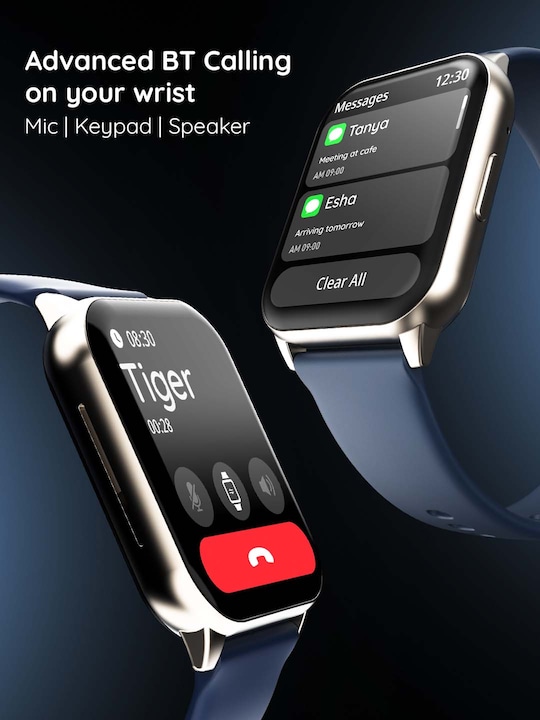 Advanced BT Calling
on your wrist
Mic | Keypad | Speaker
12:30
Messages
Tanya
Meeting at cafe
AM 09:00
Esha
Arriving tomorrow
AM 09:00
Clear All
08:30
Tiger
00:28